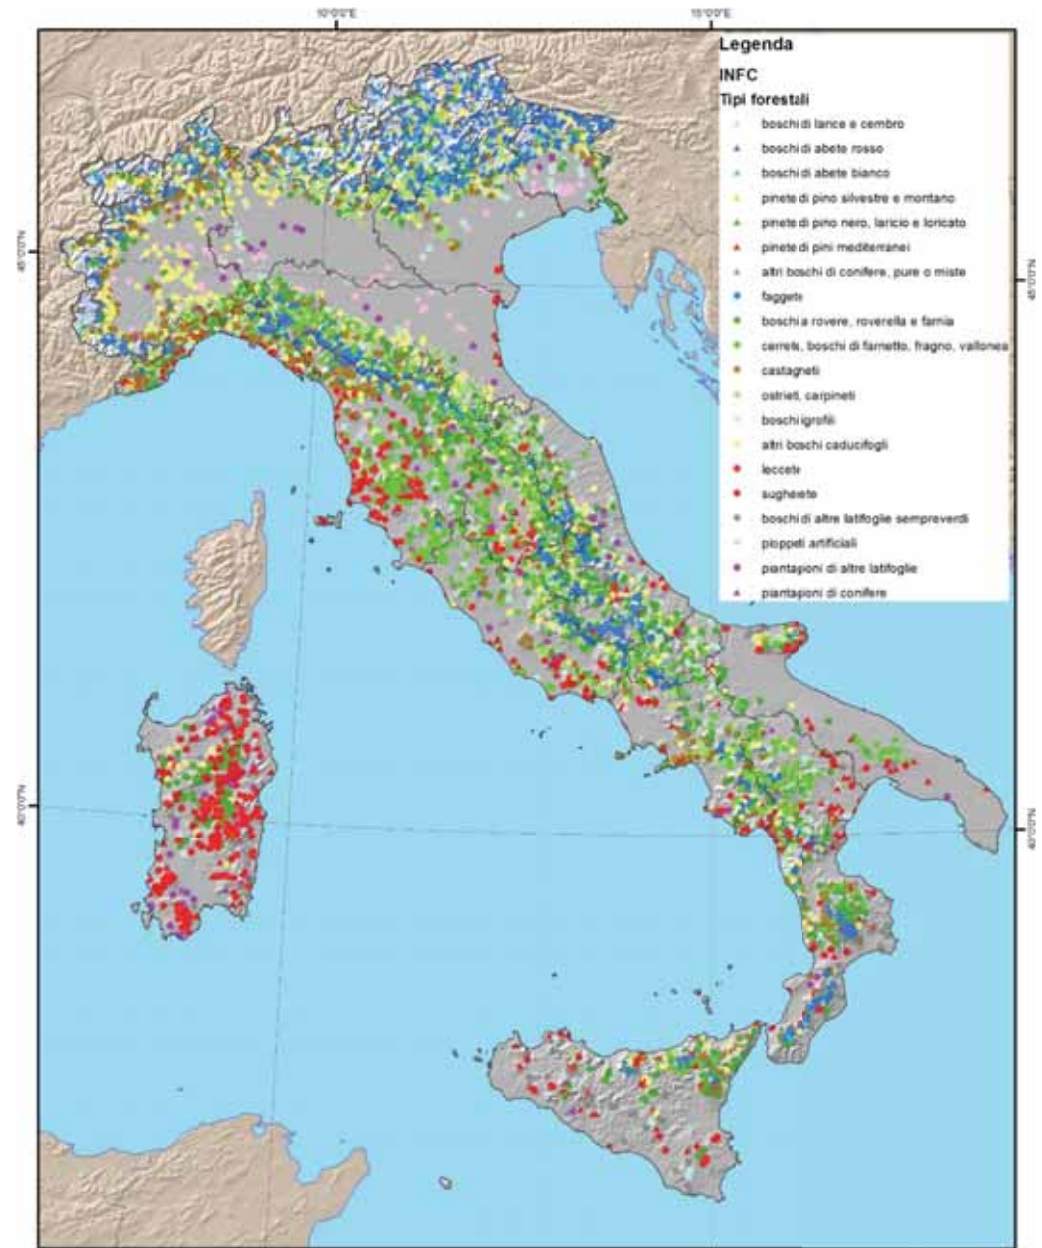 10°0'0"E
15°0'0"E
Legenda
INFC
Tipi forestali
boschi di larice e cembro
boschi di abete rosso
boschi di abete bianco
pinete di pino silvestre e montano
pinete di pino nero, laricio e loricato
pinete di pini mediterranei
altri boschi di conifere, pure o miste
faggete
boschi a rovere, roverella e farnia
cerrete, boschi di farnetto, fragno, vallonea
castagneti
ostrieti, carpineti
boschi igrofili
altri boschi caducifogli
leccete
sugherete
boschi di altre latifoglie sempreverdi
pioppeti artificiali
piantagioni di altre latifoglie
piantagioni di conifere
45°0'0"N
45°0'0"N
40°0'0"N
40°0'0"N